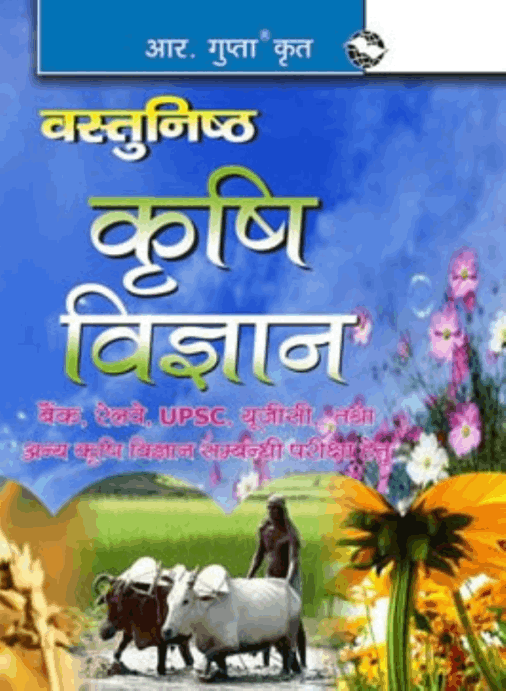 आर. गुप्ता® कृत
वस्तुनिष्ठ
कृषि
विज्ञान
बैंक, रेलवे, UPSC, यूजीसी, तथा
अन्य कृषि विज्ञान सम्बन्धी परीक्षा हेतु